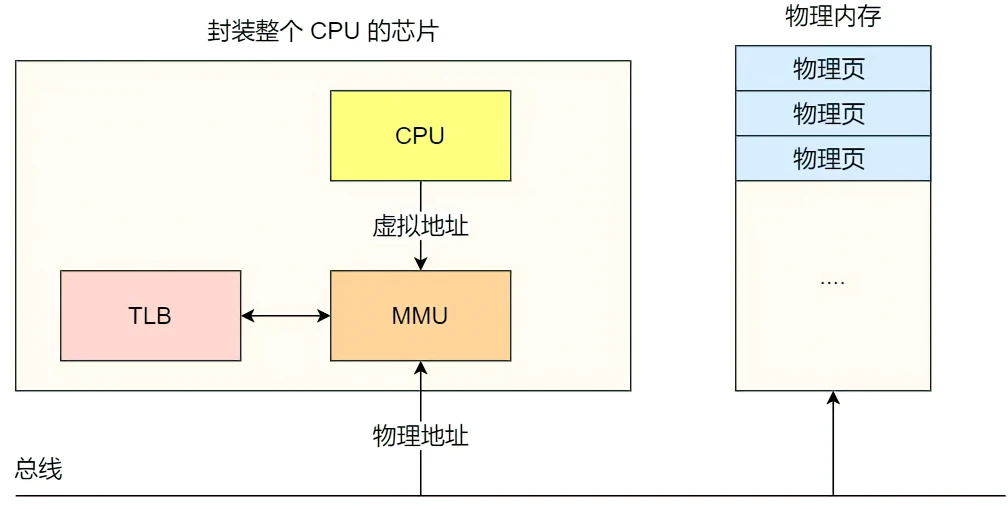 封装整个 CPU 的芯片
物理内存
物理页
物理页
物理页
CPU
虚拟地址
....
TLB
MMU
物理地址
总线